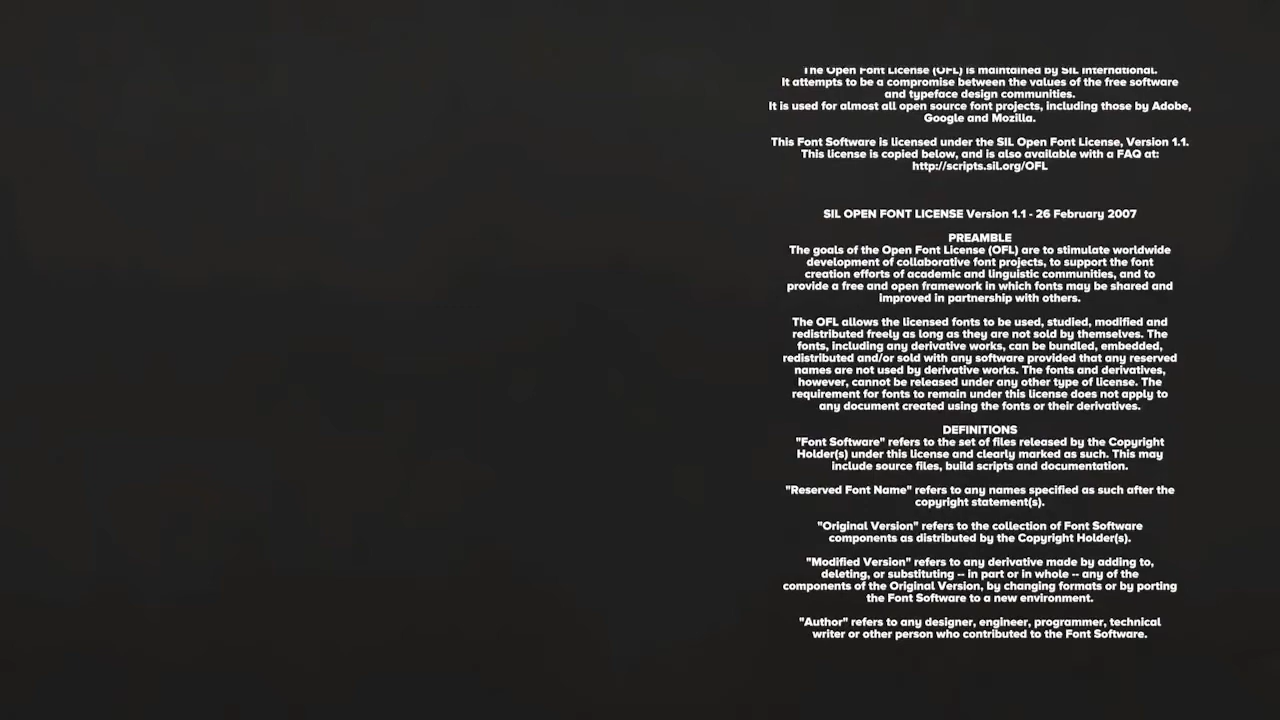 The Open Font License (OFL) is maintained by SIL International.
It attempts to be a compromise between the values of the free software
and typeface design communities.
It is used for almost all open source font projects, including those by Adobe,
Google and Mozilla.
This Font Software is licensed under the SIL Open Font License, Version 1.1.
This license is copied below, and is also available with a FAQ at:
http://scripts.sil.org/OFL
SIL OPEN FONT LICENSE Version 1.1 - 26 February 2007
PREAMBLE
The goals of the Open Font License (OFL) are to stimulate worldwide
development of collaborative font projects, to support the font
creation efforts of academic and linguistic communities, and to
provide a free and open framework in which fonts may be shared and
improved in partnership with others.
The OFL allows the licensed fonts to be used, studied, modified and
redistributed freely as long as they are not sold by themselves. The
fonts, including any derivative works, can be bundled, embedded,
redistributed and/or sold with any software provided that any reserved
names are not used by derivative works. The fonts and derivatives,
however, cannot be released under any other type of license. The
requirement for fonts to remain under this license does not apply to
any document created using the fonts or their derivatives.
DEFINITIONS
"Font Software" refers to the set of files released by the Copyright
Holder(s) under this license and clearly marked as such. This may
include source files, build scripts and documentation.
"Reserved Font Name" refers to any names specified as such after the
copyright statement(s).
"Original Version" refers to the collection of Font Software
components as distributed by the Copyright Holder(s).
"Modified Version" refers to any derivative made by adding to,
deleting, or substituting -- in part or in whole -- any of the
components of the Original Version, by changing formats or by porting
the Font Software to a new environment.
"Author" refers to any designer, engineer, programmer, technical
writer or other person who contributed to the Font Software.